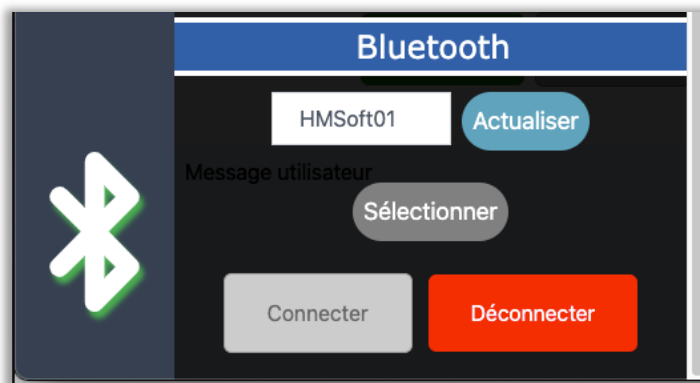 Bluetooth
HMSoft01 Actualiser
Message utilisateur
Sélectionner
Connecter Déconnecter